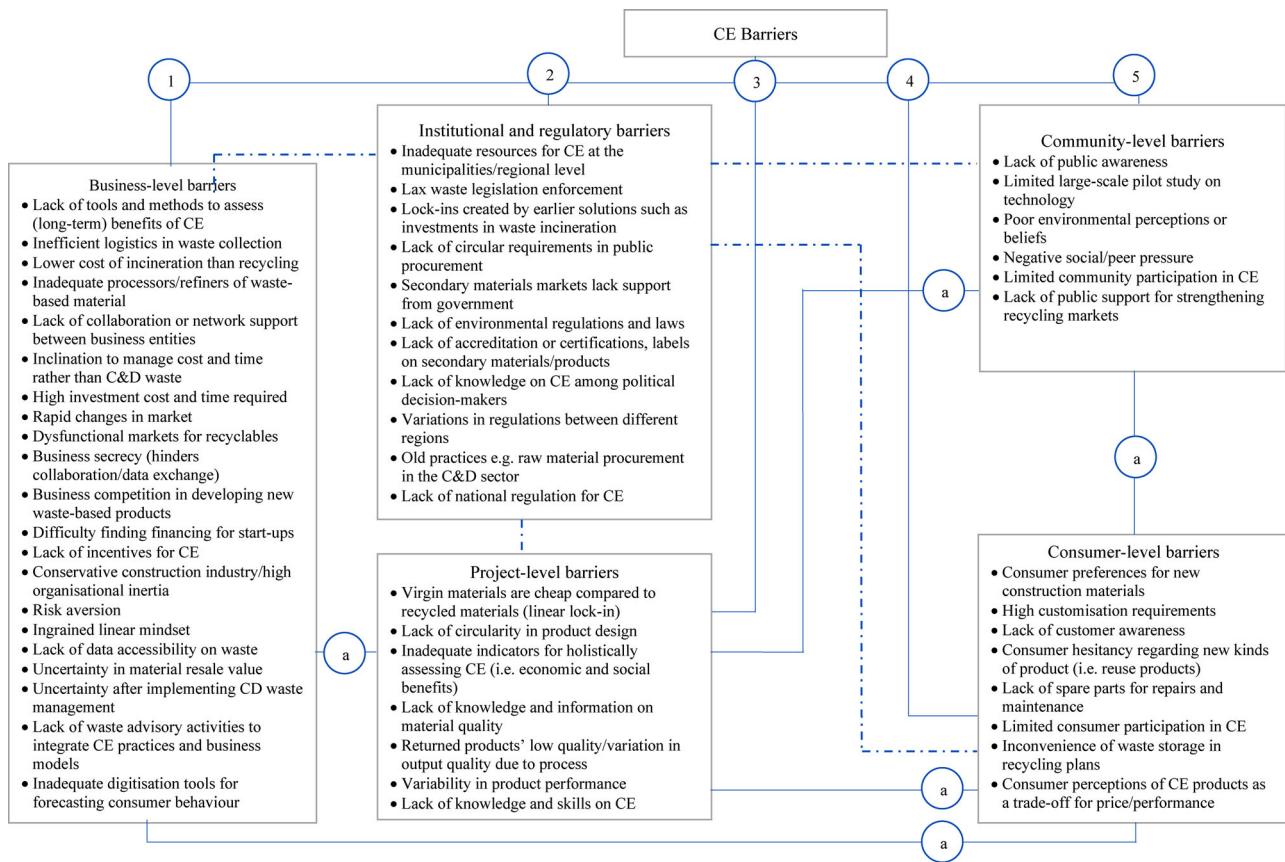 CE Barriers
1
2
3
4
5
Business-level barriers
• Lack of tools and methods to assess
(long-term) benefits of CE
• Inefficient logistics in waste collection
• Lower cost of incineration than recycling
• Inadequate processors/refiners of waste-
based material
• Lack of collaboration or network support
between business entities
• Inclination to manage cost and time
rather than C&D waste
• High investment cost and time required
• Rapid changes in market
• Dysfunctional markets for recyclables
• Business secrecy (hinders
collaboration/data exchange)
• Business competition in developing new
waste-based products
• Difficulty finding financing for start-ups
• Lack of incentives for CE
• Conservative construction industry/high
organisational inertia
• Risk aversion
• Ingrained linear mindset
• Lack of data accessibility on waste
• Uncertainty in material resale value
• Uncertainty after implementing CD waste
management
• Lack of waste advisory activities to
integrate CE practices and business
models
• Inadequate digitisation tools for
forecasting consumer behaviour
Institutional and regulatory barriers
• Inadequate resources for CE at the
municipalities/regional level
• Lax waste legislation enforcement
• Lock-ins created by earlier solutions such as
investments in waste incineration
• Lack of circular requirements in public
procurement
• Secondary materials markets lack support
from government
• Lack of environmental regulations and laws
• Lack of accreditation or certifications, labels
on secondary materials/products
• Lack of knowledge on CE among political
decision-makers
• Variations in regulations between different
regions
• Old practices e.g. raw material procurement
in the C&D sector
• Lack of national regulation for CE
Project-level barriers
• Virgin materials are cheap compared to
recycled materials (linear lock-in)
• Lack of circularity in product design
• Inadequate indicators for holistically
assessing CE (i.e. economic and social
benefits)
• Lack of knowledge and information on
material quality
• Returned products’ low quality/variation in
output quality due to process
• Variability in product performance
• Lack of knowledge and skills on CE
Community-level barriers
• Lack of public awareness
• Limited large-scale pilot study on
technology
• Poor environmental perceptions or
beliefs
• Negative social/peer pressure
• Limited community participation in CE
• Lack of public support for strengthening
recycling markets
Consumer-level barriers
• Consumer preferences for new
construction materials
• High customisation requirements
• Lack of customer awareness
• Consumer hesitancy regarding new kinds
of product (i.e. reuse products)
• Lack of spare parts for repairs and
maintenance
• Limited consumer participation in CE
• Inconvenience of waste storage in
recycling plans
• Consumer perceptions of CE products as
a trade-off for price/performance
a
a
a
a
a